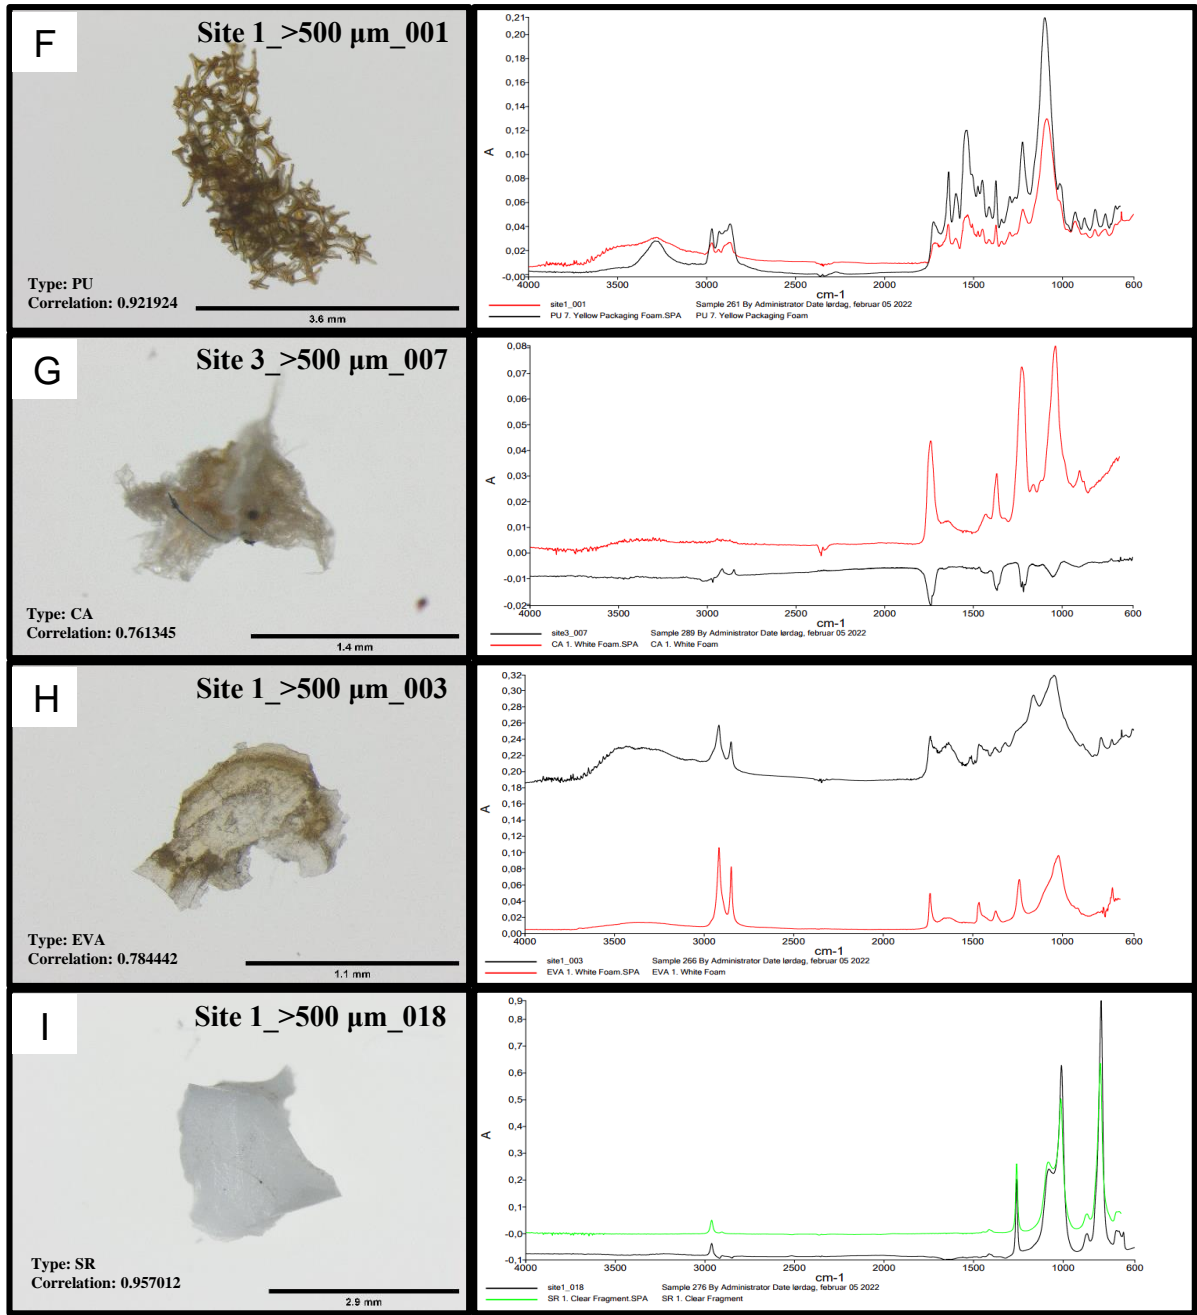 F
Site 1_>500 µm_001
Type: PU
Correlation: 0.921924
3.6 mm
0,21
0,20
0,18
0,16
0,14
0,12
0,10
0,08
0,06
0,04
0,02
-0,00
A
4000
3500
3000
2500
2000
1500
1000
600
cm-1
site1_001 Sample 261 By Administrator Date lørdag, februar 05 2022
PU 7. Yellow Packaging Foam.SPA PU 7. Yellow Packaging Foam
G
Site 3_>500 µm_007
Type: CA
Correlation: 0.761345
1.4 mm
0,08
0,07
0,06
0,05
0,04
0,03
0,02
0,01
0,00
-0,01
-0,02
A
4000
3000
2000
1000
600
cm-1
site3_007 Sample 289 By Administrator Date lørdag, februar 05 2022
CA 1. White Foam.SPA CA 1. White Foam
H
Site 1_>500 µm_003
Type: EVA
Correlation: 0.784442
1.1 mm
0,32
0,30
0,28
0,26
0,24
0,22
0,20
0,18
0,16
0,14
0,12
0,10
0,08
0,06
0,04
0,02
0,00
A
4000
3000
2000
1000
600
cm-1
site1_003 Sample 266 By Administrator Date lørdag, februar 05 2022
EVA 1. White Foam.SPA EVA 1. White Foam
I
Site 1_>500 µm_018
Type: SR
Correlation: 0.957012
2.9 mm
0,9
0,8
0,7
0,6
0,5
0,4
0,3
0,2
0,1
-0,0
-0,1
A
4000
3000
2000
1000
600
cm-1
site1_018 Sample 276 By Administrator Date lørdag, februar 05 2022
SR 1. Clear Fragment.SPA SR 1. Clear Fragment